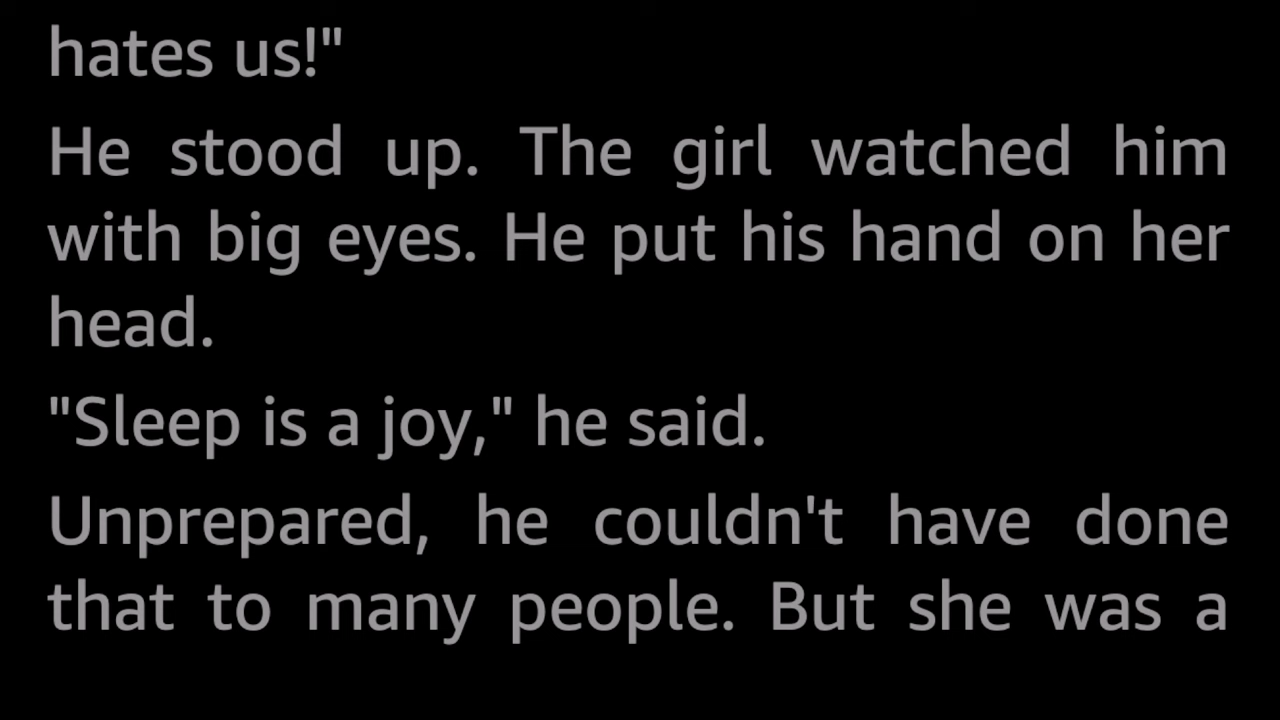 hates us!"
He stood up. The girl watched him
with big eyes. He put his hand on her
head.
"Sleep is a joy," he said.
Unprepared, he couldn't have done
that to many people. But she was a